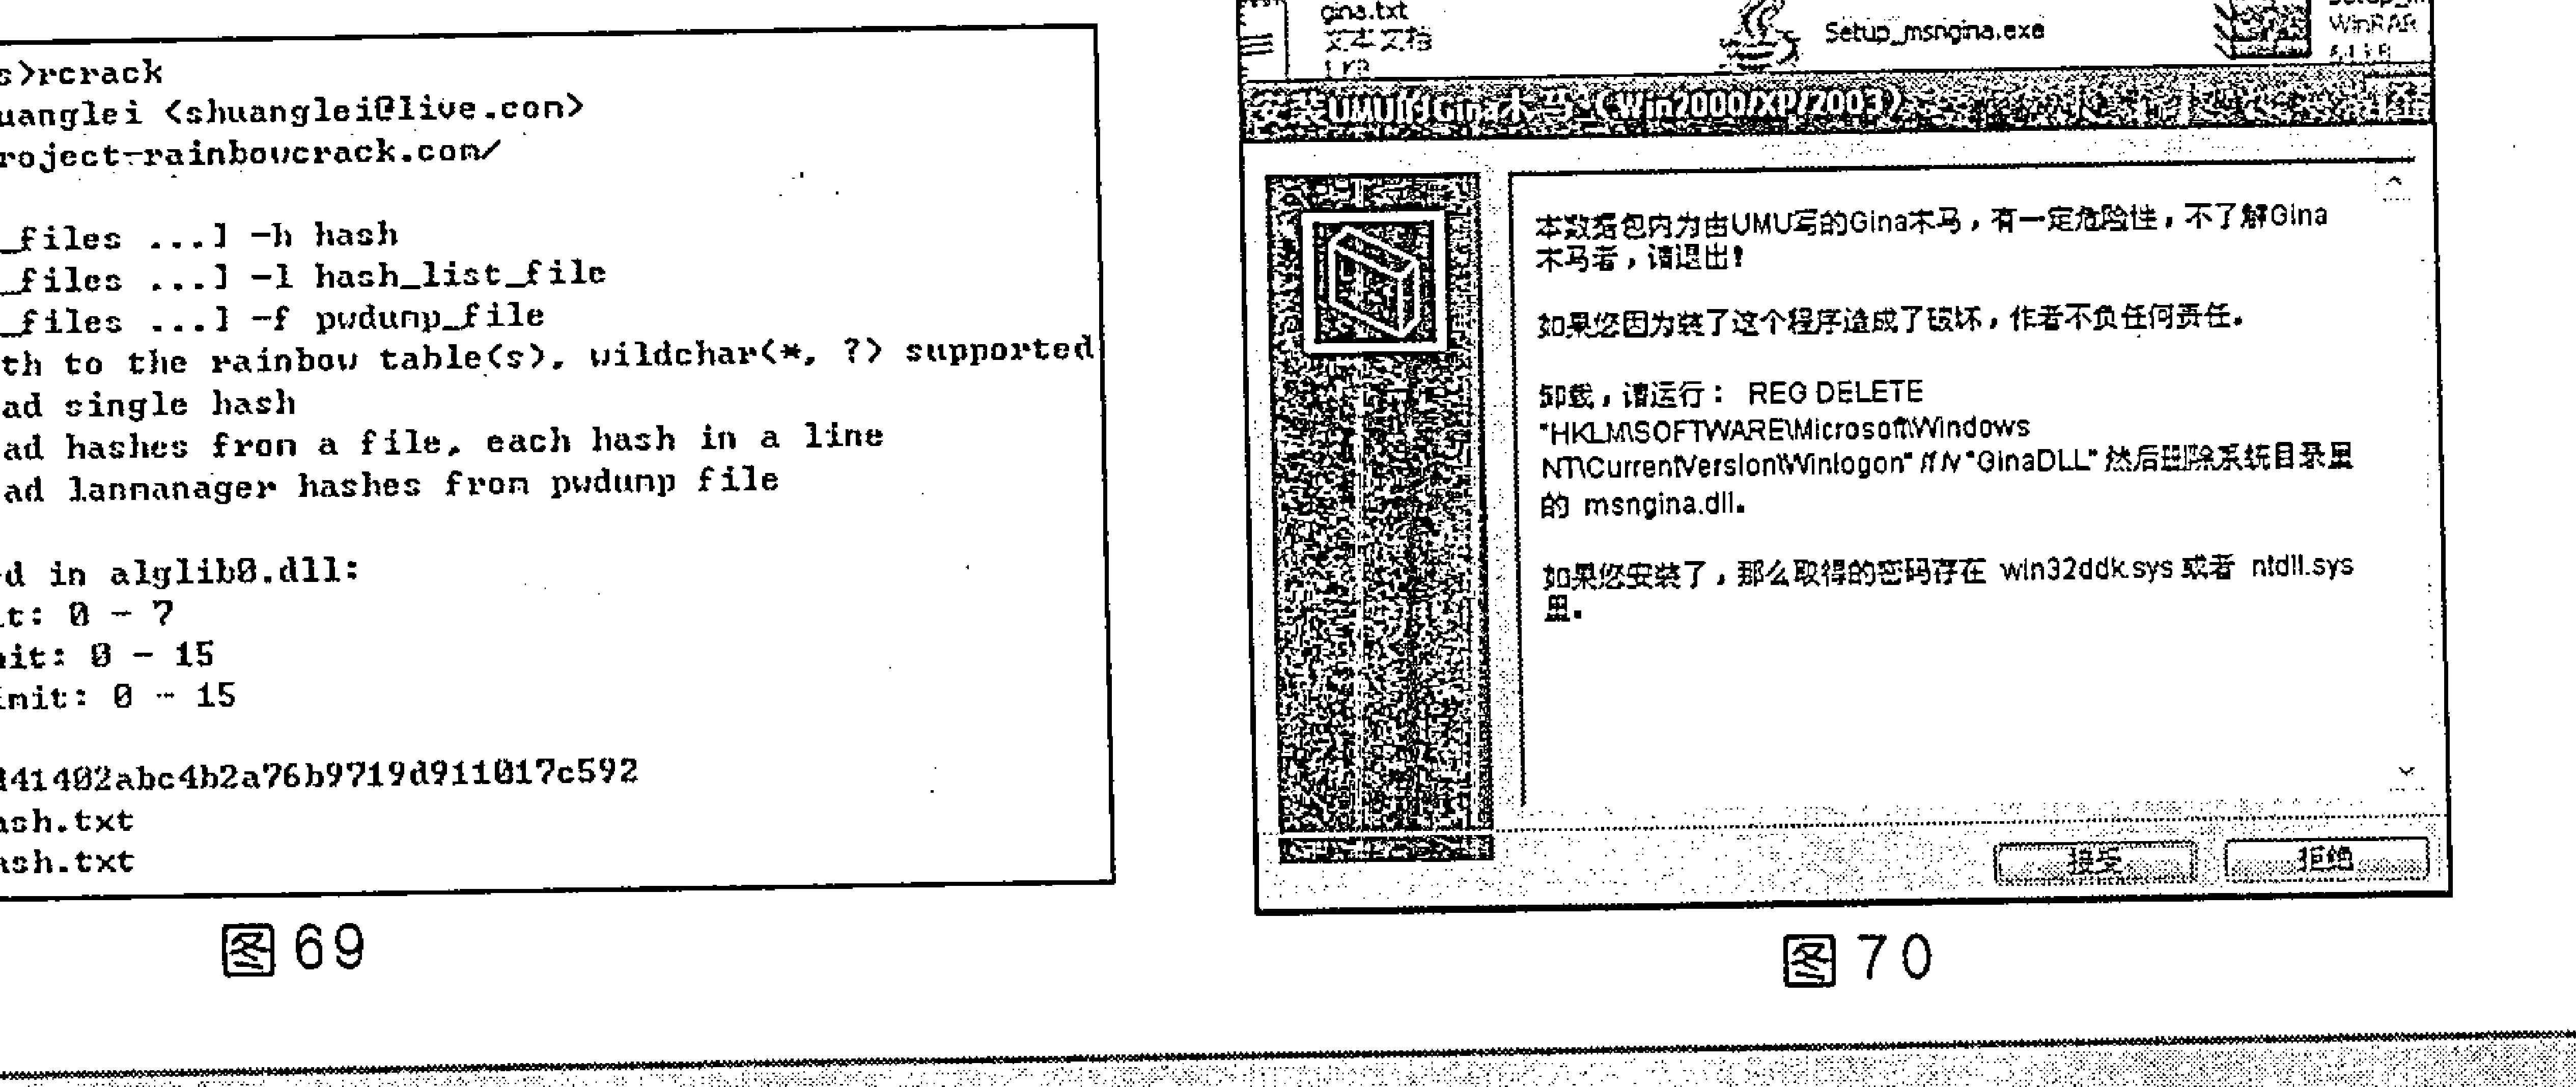 s>rcrack
uanglei <shuanglei@live.com>
roject-rainbowcrack.com/
_files ...] -h hash
_files ...] -l hash_list_file
_files ...] -f pwdump_file
th to the rainbow table(s), wildchar(*, ?) supported
ad single hash
ad hashes from a file, each hash in a line
ad lanmanager hashes from pwdump file
d in alglib0.dll:
it: 0 - 7
mit: 0 - 15
imit: 0 - 15
41402abc4b2a76b9719d911017c592
ash.txt
ash.txt
图69
gina.txt
文本文档
1 KB
Setup_msngina.exe
WinRAR
安装UMU的Gina木马 (Win2000/XP/2003)
本数据包内为由UMU写的Gina木马，有一定危险性，不了解Gina
木马者，请退出！
如果您因为装了这个程序造成了破坏，作者不负任何责任。
卸载，请运行： REG DELETE
"HKLM\SOFTWARE\Microsoft\Windows
NT\CurrentVersion\Winlogon" /f /v "GinaDLL" 然后删除系统目录里
的 msngina.dll。
如果您安装了，那么取得的密码存在 win32ddk.sys 或者 ntdll.sys
里。
接受
拒绝
图70